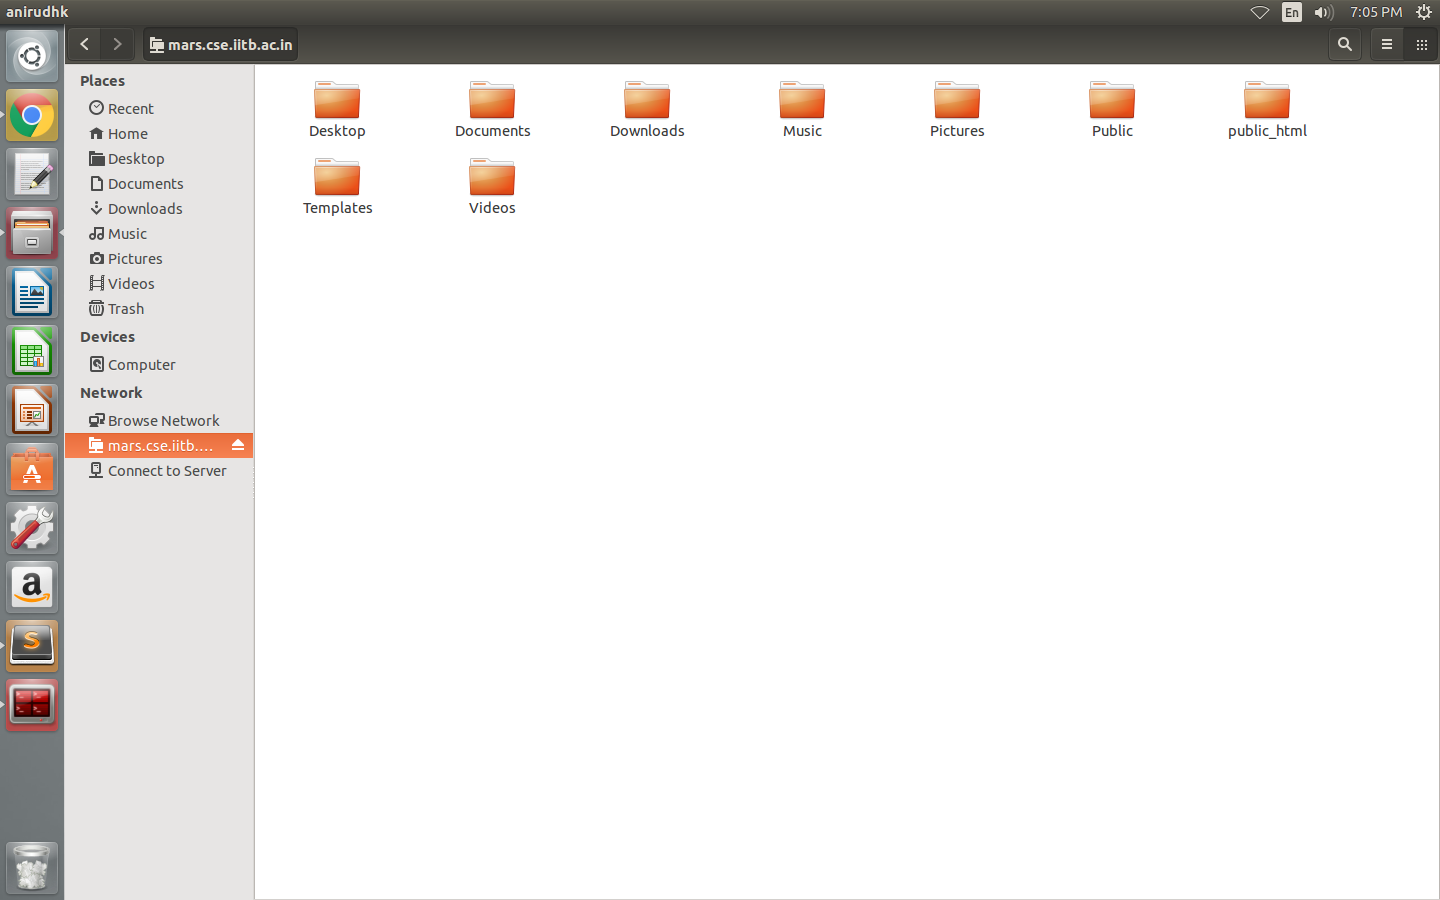 anirudhk
En
7:05 PM
mars.cse.iitb.ac.in
Places
Recent
Home
Desktop
Documents
Downloads
Music
Pictures
Videos
Trash
Devices
Computer
Network
Browse Network
mars.cse.iitb....
Connect to Server
Desktop
Documents
Downloads
Music
Pictures
Public
public_html
Templates
Videos